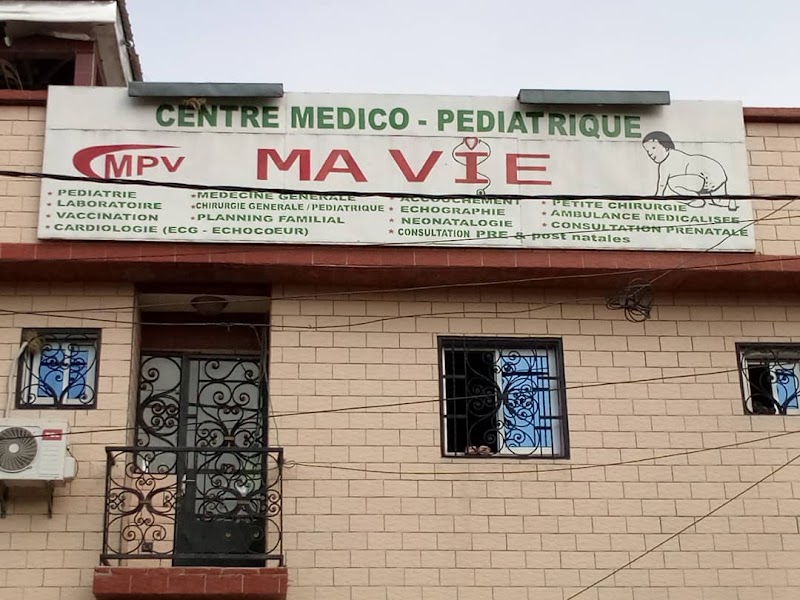 CENTRE MEDICO - PEDIATRIQUE
CMPV MA VIE
• PEDIATRIE
• LABORATOIRE
• VACCINATION
• CARDIOLOGIE (ECG - ECHOCOEUR)
• MEDECINE GENERALE
• CHIRURGIE GENERALE / PEDIATRIQUE
• PLANNING FAMILIAL
• ACCOUCHEMENT
• ECHOGRAPHIE
• NEONATALOGIE
• CONSULTATION PRE & post natales
• PETITE CHIRURGIE
• AMBULANCE MEDICALISEE
• CONSULTATION PRENATALE